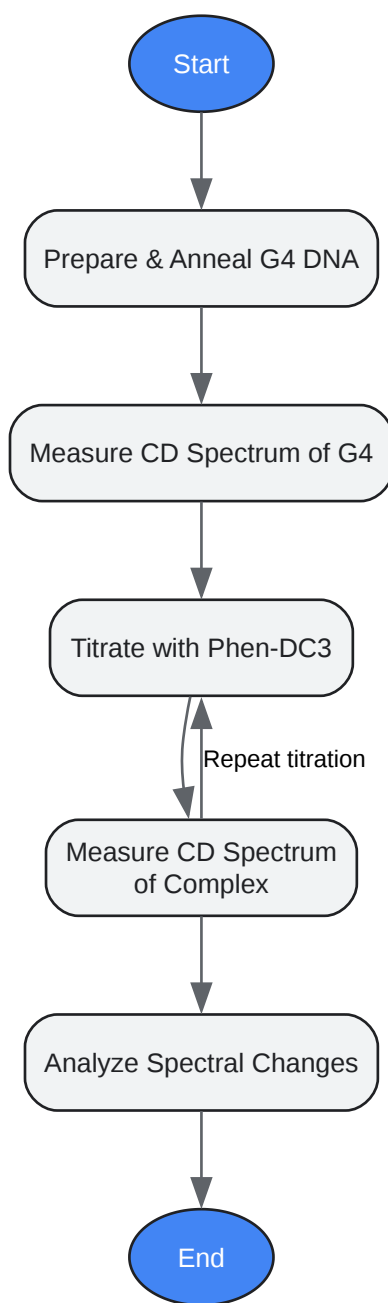 Start
Prepare & Anneal G4 DNA
Measure CD Spectrum of G4
Titrate with Phen-DC3
Repeat titration
Measure CD Spectrum
of Complex
Analyze Spectral Changes
End